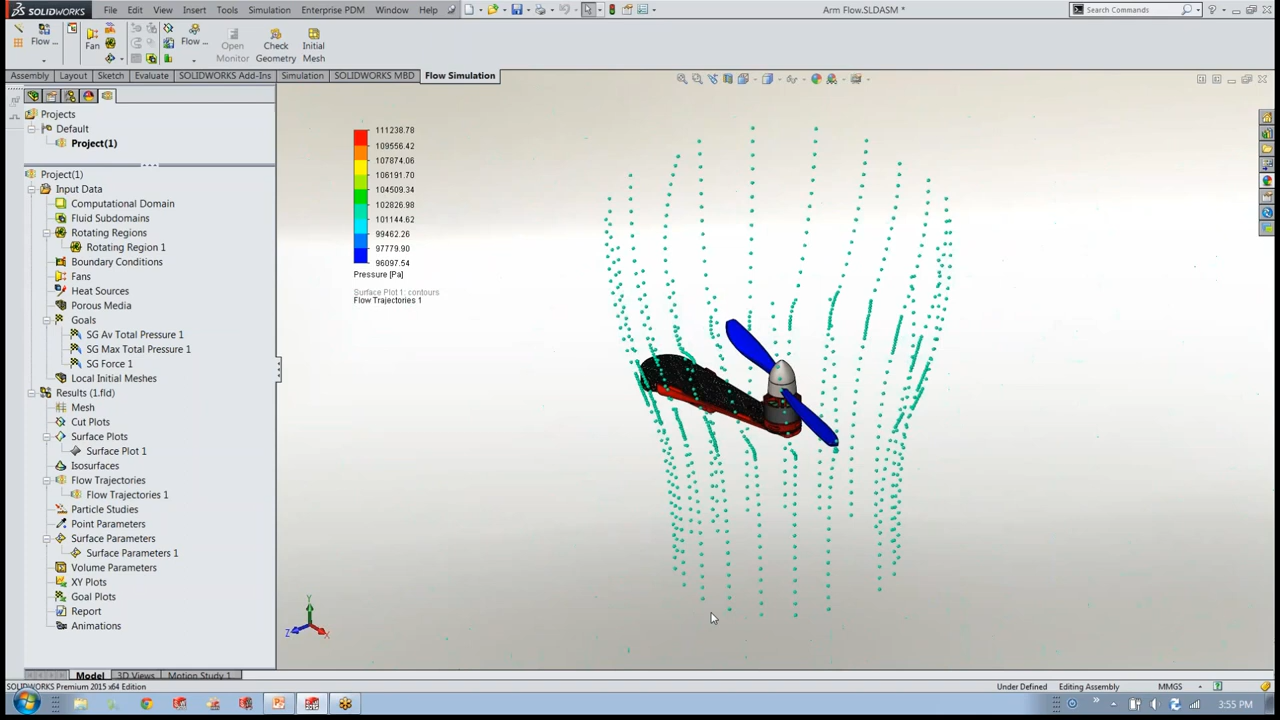 SOLIDWORKS
File Edit View Insert Tools Simulation Enterprise PDM Window Help
Arm Flow.SLDASM *
Search Commands
Flow ...
Fan
Flow ...
Open Monitor
Check Geometry
Initial Mesh
Assembly Layout Sketch Evaluate SOLIDWORKS Add-Ins Simulation SOLIDWORKS MBD Flow Simulation
Projects
Default
Project(1)
Project(1)
Input Data
Computational Domain
Fluid Subdomains
Rotating Regions
Rotating Region 1
Boundary Conditions
Fans
Heat Sources
Porous Media
Goals
SG Av Total Pressure 1
SG Max Total Pressure 1
SG Force 1
Local Initial Meshes
Results (1.fld)
Mesh
Cut Plots
Surface Plots
Surface Plot 1
Isosurfaces
Flow Trajectories
Flow Trajectories 1
Particle Studies
Point Parameters
Surface Parameters
Surface Parameters 1
Volume Parameters
XY Plots
Goal Plots
Report
Animations
111238.78
109556.42
107874.06
106191.70
104509.34
102826.98
101144.62
99462.26
97779.90
96097.54
Pressure [Pa]
Surface Plot 1: contours
Flow Trajectories 1
Y
Z
X
Model 3D Views Motion Study 1
SOLIDWORKS Premium 2015 x64 Edition
Under Defined Editing Assembly MMGS
3:55 PM